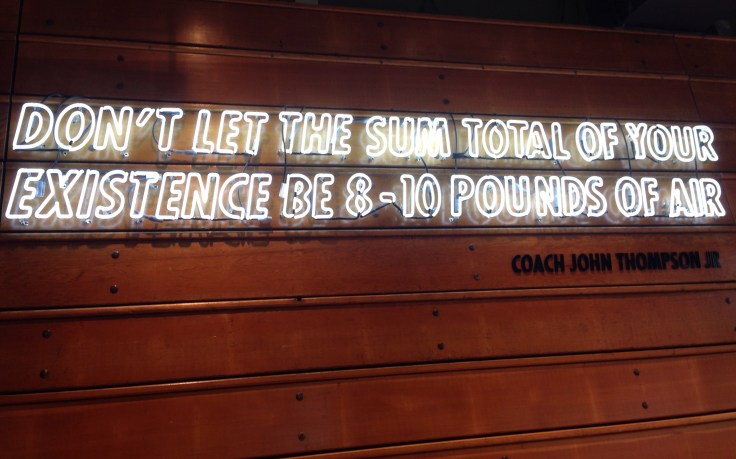 DON'T LET THE SUM TOTAL OF YOUR
EXISTENCE BE 8-10 POUNDS OF AIR
COACH JOHN THOMPSON JR